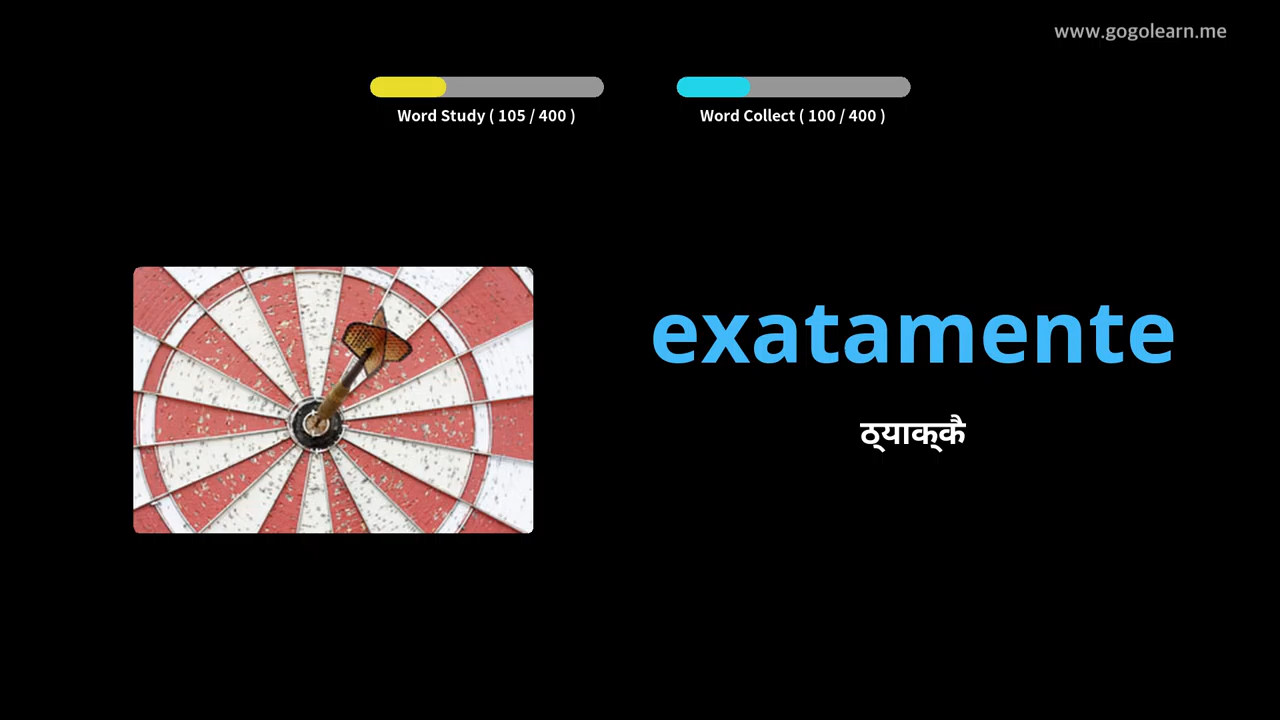 www.gogolearn.me
Word Study ( 105 / 400 )
Word Collect ( 100 / 400 )
exatamente
ठ्याक्कै